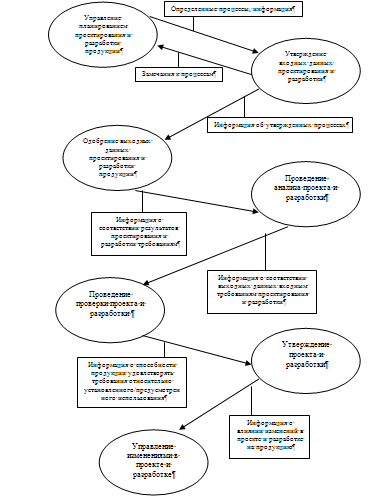 Определенные·процессы,·информация¶
Управление·
планированием·
проектирования·и·
разработки·
продукции¶
Утверждение·
входных·данных·
проектирования·и·
разработки¶
Замечания·к·процессам¶
Информация·об·утвержденных·процессах¶
Одобрение·выходных·
данных·
проектирования·и·
разработки·
продукции¶
Проведение·
анализа·проекта·и·
разработки¶
Информация·о·
соответствии·результатов·
проектирования·и·
разработки·требованиям¶
Информация·о·соответствии·
выходных·данных·входным·
требованиям·проектирования·
и·разработки¶
Проведение·
проверки·проекта·и·
разработки·¶
Утверждение·
проекта·и·
разработки¶
Информация·о·способности·
продукции·удовлетворять·
требования·относительно·
установленного/предусмотрен
ного·использования¶
Информация·о·
влиянии·изменений·в·
проекте·и·разработке·
на·продукцию¶
Управление·
изменениями·в·
проекте·и·
разработке¶